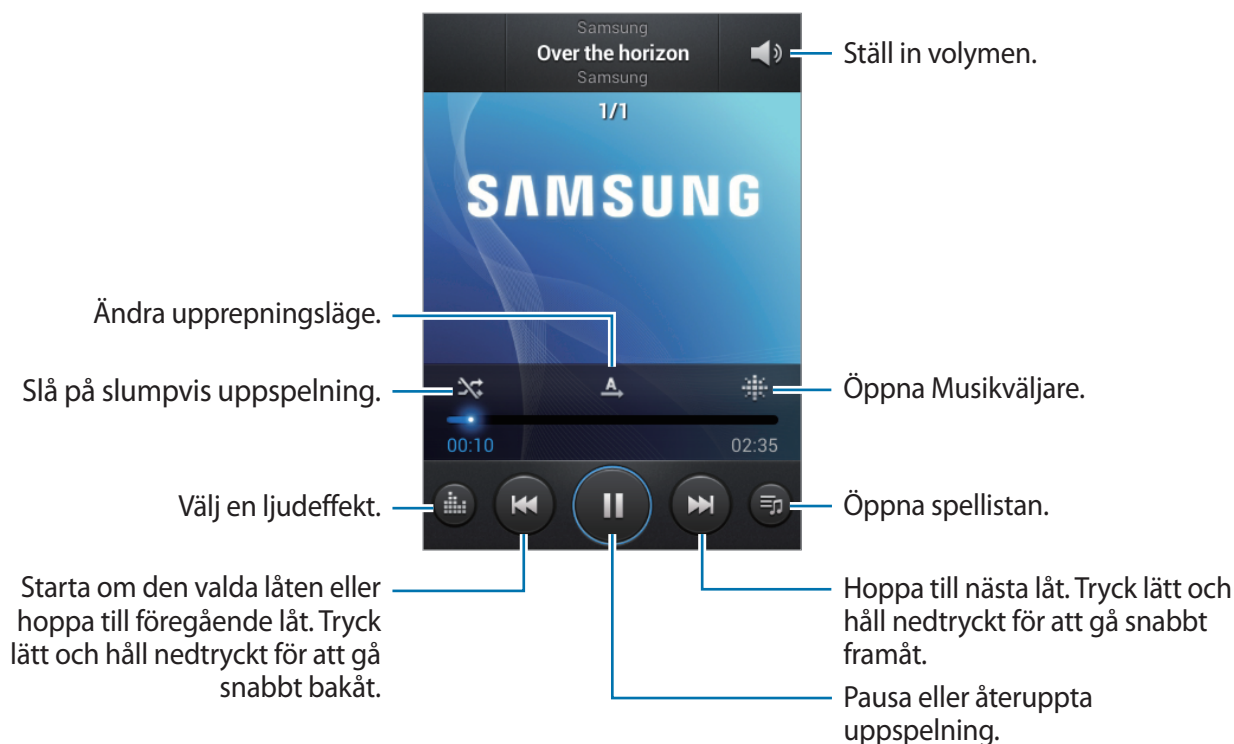 Samsung
Over the horizon
Samsung
Ställ in volymen.
1/1
SAMSUNG
Ändra upprepningsläge.
A
Slå på slumpvis uppspelning.
Öppna Musikväljare.
00:10
02:35
Välj en ljudeffekt.
Öppna spellistan.
Starta om den valda låten eller
hoppa till föregående låt. Tryck
lätt och håll nedtryckt för att gå
snabbt bakåt.
Hoppa till nästa låt. Tryck lätt och
håll nedtryckt för att gå snabbt
framåt.
Pausa eller återuppta
uppspelning.